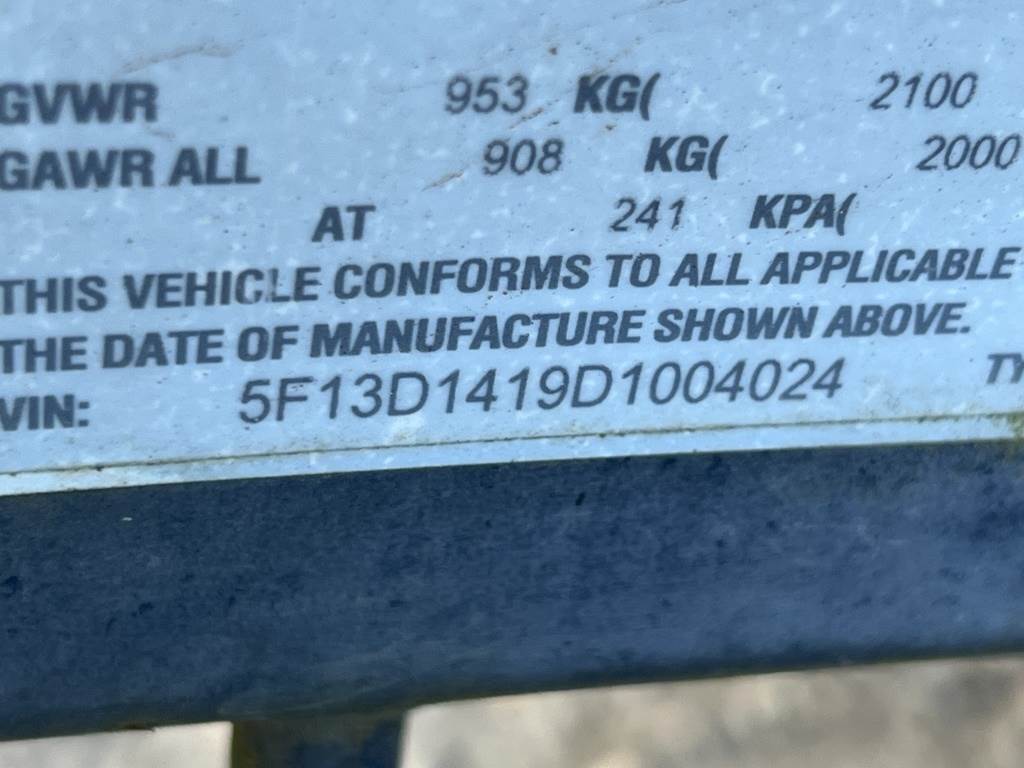 GVWR 953 KG( 2100
GAWR ALL 908 KG( 2000
AT 241 KPA(
THIS VEHICLE CONFORMS TO ALL APPLICABLE
THE DATE OF MANUFACTURE SHOWN ABOVE.
VIN: 5F13D1419D1004024 TY